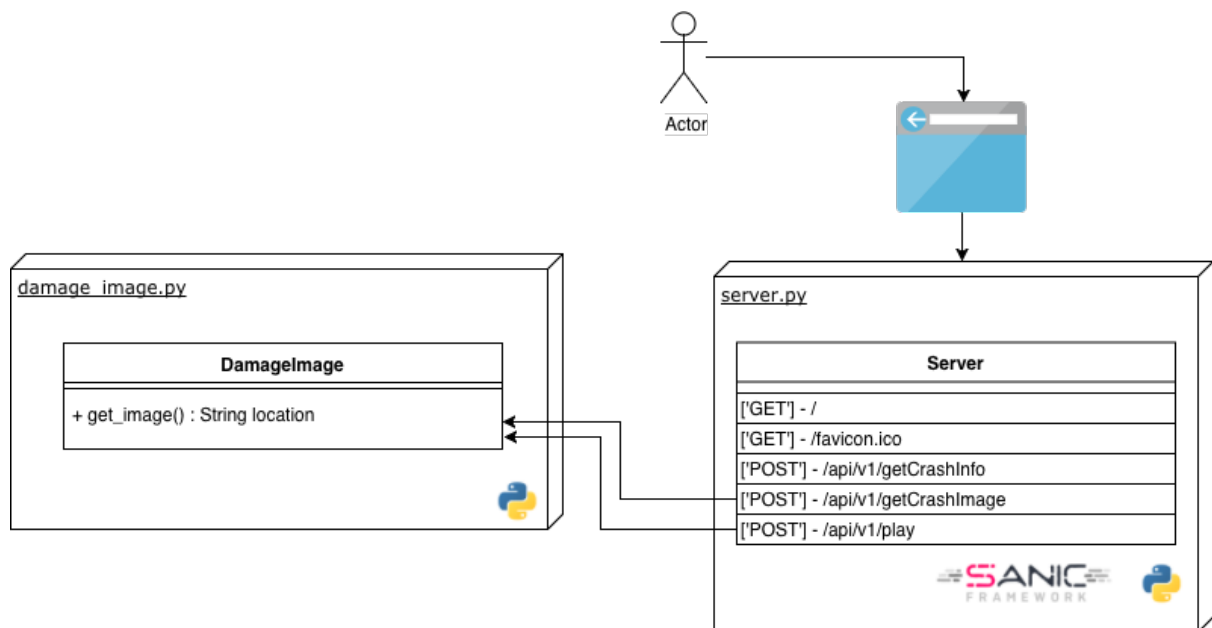 Actor
damage_image.py
DamageImage
+ get_image() : String location
server.py
Server
['GET'] - /
['GET'] - /favicon.ico
['POST'] - /api/v1/getCrashInfo
['POST'] - /api/v1/getCrashImage
['POST'] - /api/v1/play
SANIC
FRAMEWORK